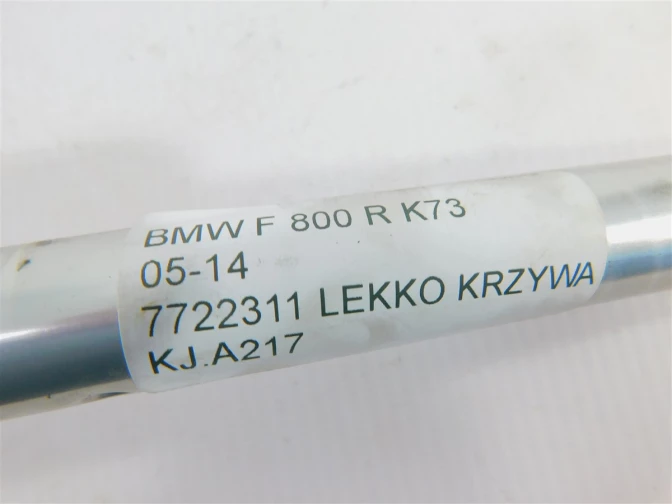 BMW F 800 R K73
05-14
7722311 LEKKO KRZYWA
KJ.A217